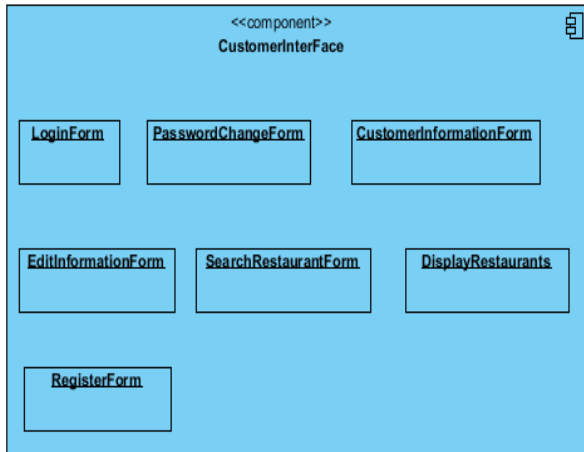 <<component>>
CustomerInterFace
LoginForm
PasswordChangeForm
CustomerInformationForm
EditInformationForm
SearchRestaurantForm
DisplayRestaurants
RegisterForm